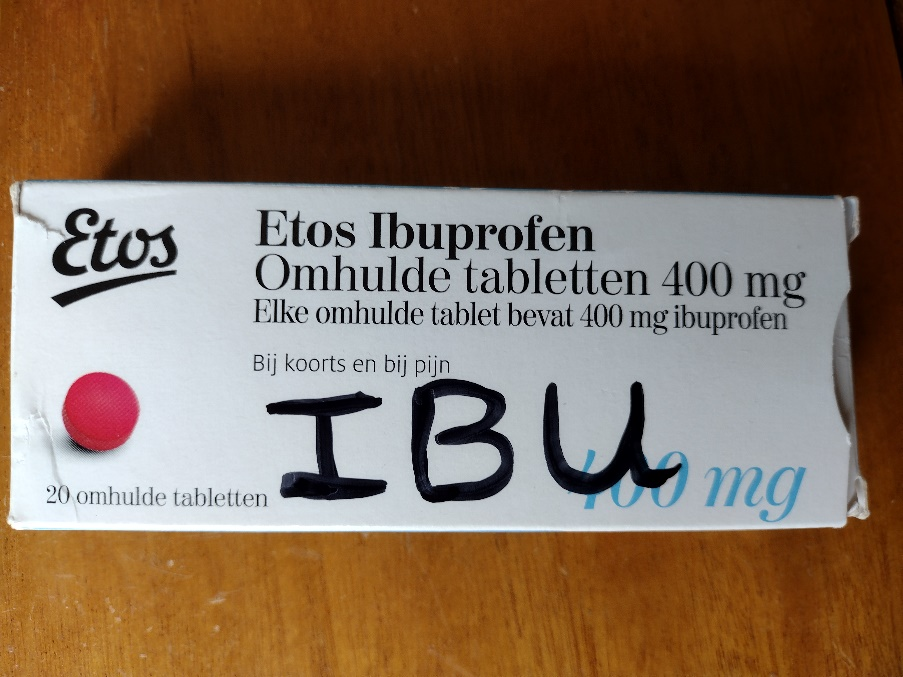 Etos
Etos Ibuprofen
Omhulde tabletten 400 mg
Elke omhulde tablet bevat 400 mg ibuprofen
Bij koorts en bij pijn
IBU
400 mg
20 omhulde tabletten